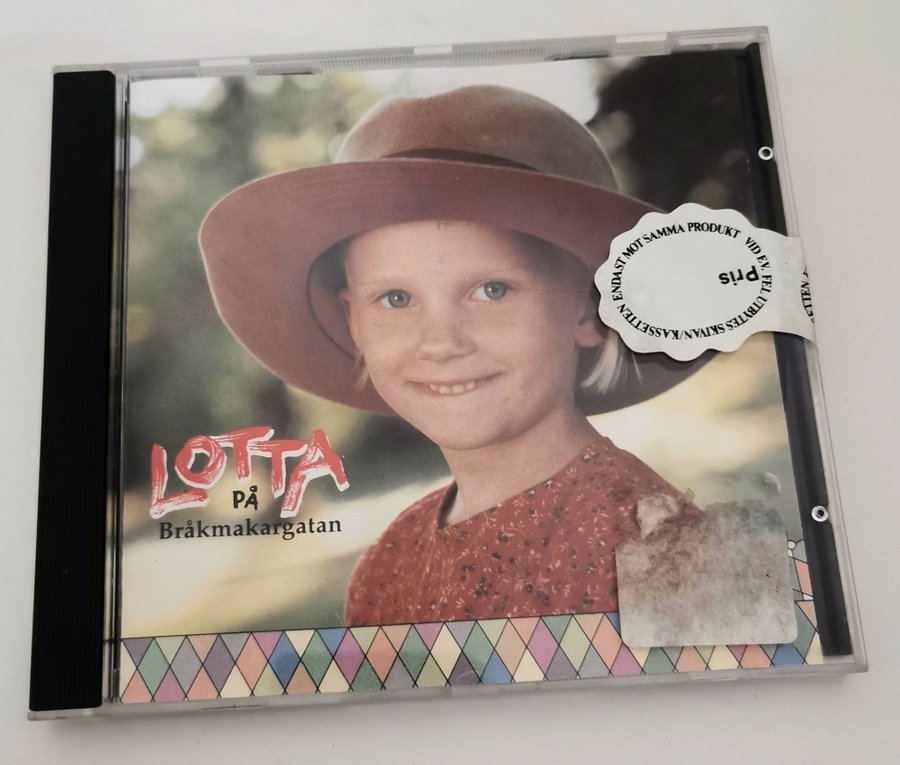 LOTTA
PÅ
Bråkmakargatan
VID EV. FEL UTBYTES SKIVAN/KASSETTEN ENDAST MOT SAMMA PRODUKT
Pris